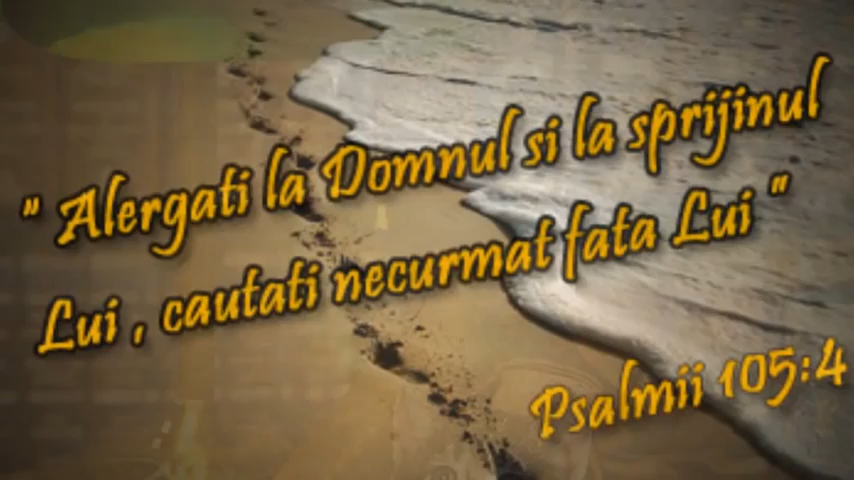 " Alergati la Domnul si la sprijinul
Lui , cautati necurmat fata Lui "
Psalmii 105:4